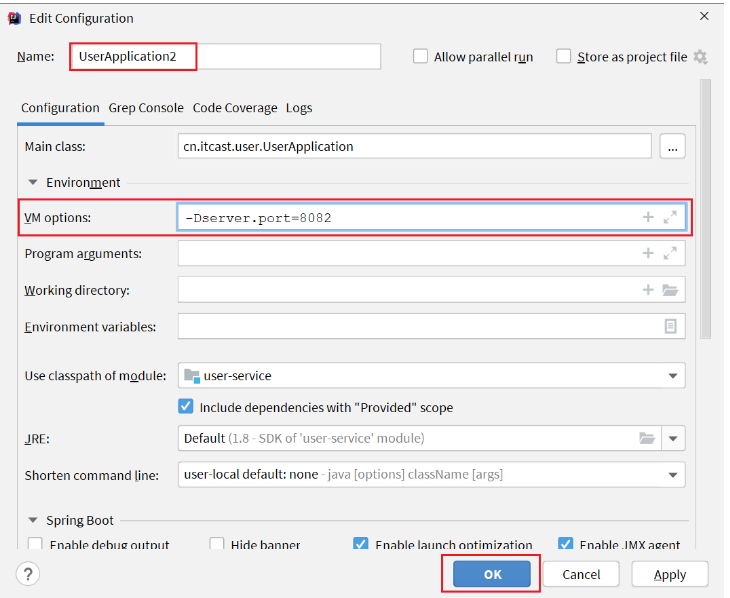 Edit Configuration
Name: UserApplication2 Allow parallel run Store as project file
Configuration Grep Console Code Coverage Logs
Main class: cn.itcast.user.UserApplication ...
Environment
VM options: -Dserver.port=8082
Program arguments:
Working directory:
Environment variables:
Use classpath of module: user-service
Include dependencies with "Provided" scope
JRE: Default (1.8 - SDK of 'user-service' module)
Shorten command line: user-local default: none - java [options] className [args]
Spring Boot
Enable debug output Hide banner Enable launch optimization Enable JMX agent
? OK Cancel Apply